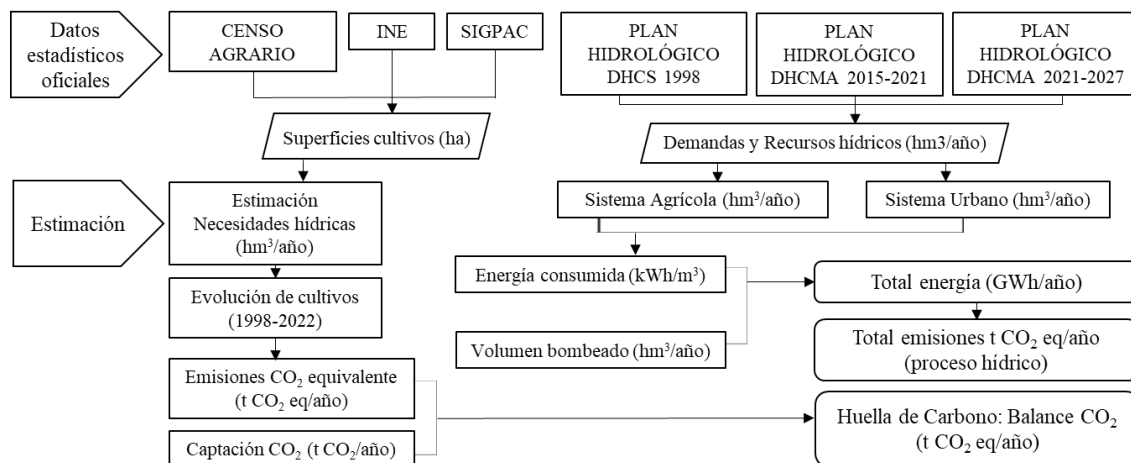 Datos
estadísticos
oficiales
CENSO
AGRARIO
INE
SIGPAC
PLAN
HIDROLÓGICO
DHCS 1998
PLAN
HIDROLÓGICO
DHCMA 2015-2021
PLAN
HIDROLÓGICO
DHCMA 2021-2027
Superficies cultivos (ha)
Demandas y Recursos hídricos (hm3/año)
Estimación
Estimación
Necesidades hídricas
(hm³/año)
Sistema Agrícola (hm³/año)
Sistema Urbano (hm³/año)
Evolución de cultivos
(1998-2022)
Energía consumida (kWh/m³)
Total energía (GWh/año)
Volumen bombeado (hm³/año)
Total emisiones t CO₂ eq/año
(proceso hídrico)
Emisiones CO₂ equivalente
(t CO₂ eq/año)
Captación CO₂ (t CO₂/año)
Huella de Carbono: Balance CO₂
(t CO₂ eq/año)